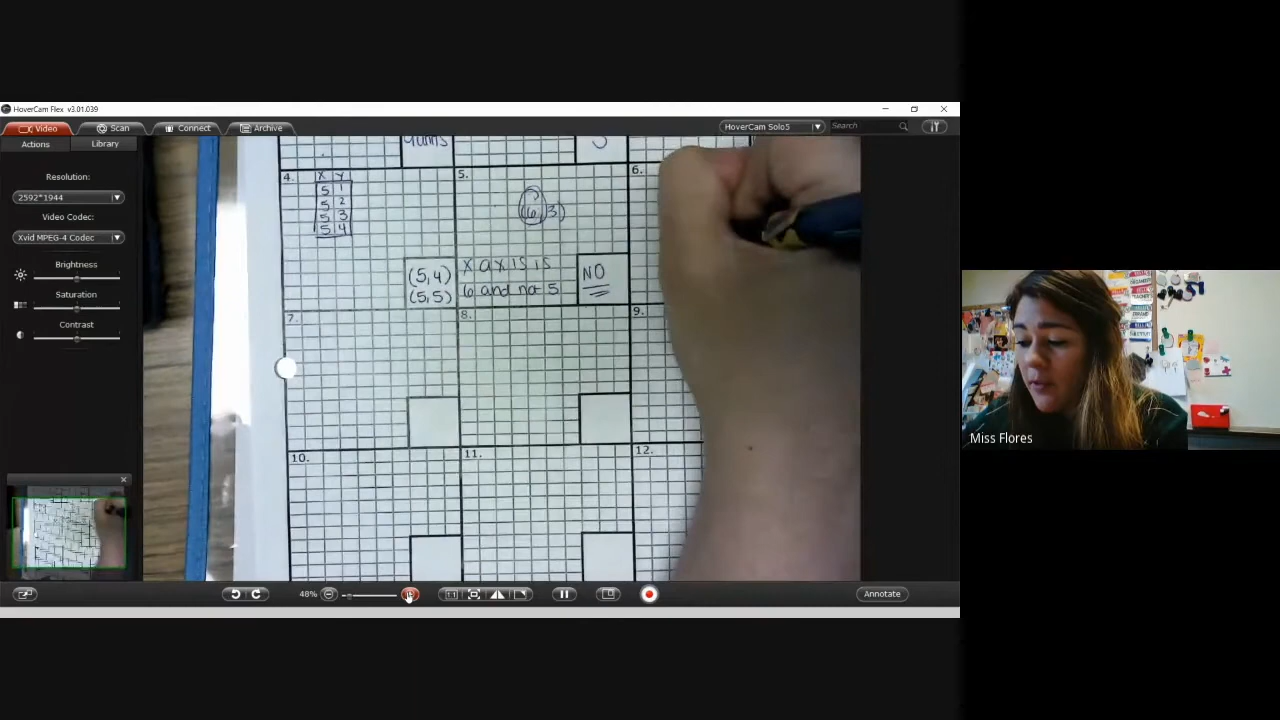 HoverCam Flex v3.01.039
Video
Scan
Connect
Archive
HoverCam Solo5
Search
Actions
Library
Resolution:
2592*1944
Video Codec:
Xvid MPEG-4 Codec
Brightness
Saturation
Contrast
4.
X Y
5 1
5 2
5 3
5 4
(5,4)
(5,5)
5.
(6,3)
x axis is
6 and not 5
NO
6.
7.
8.
9.
10.
11.
12.
48%
1:1
Annotate
Miss Flores